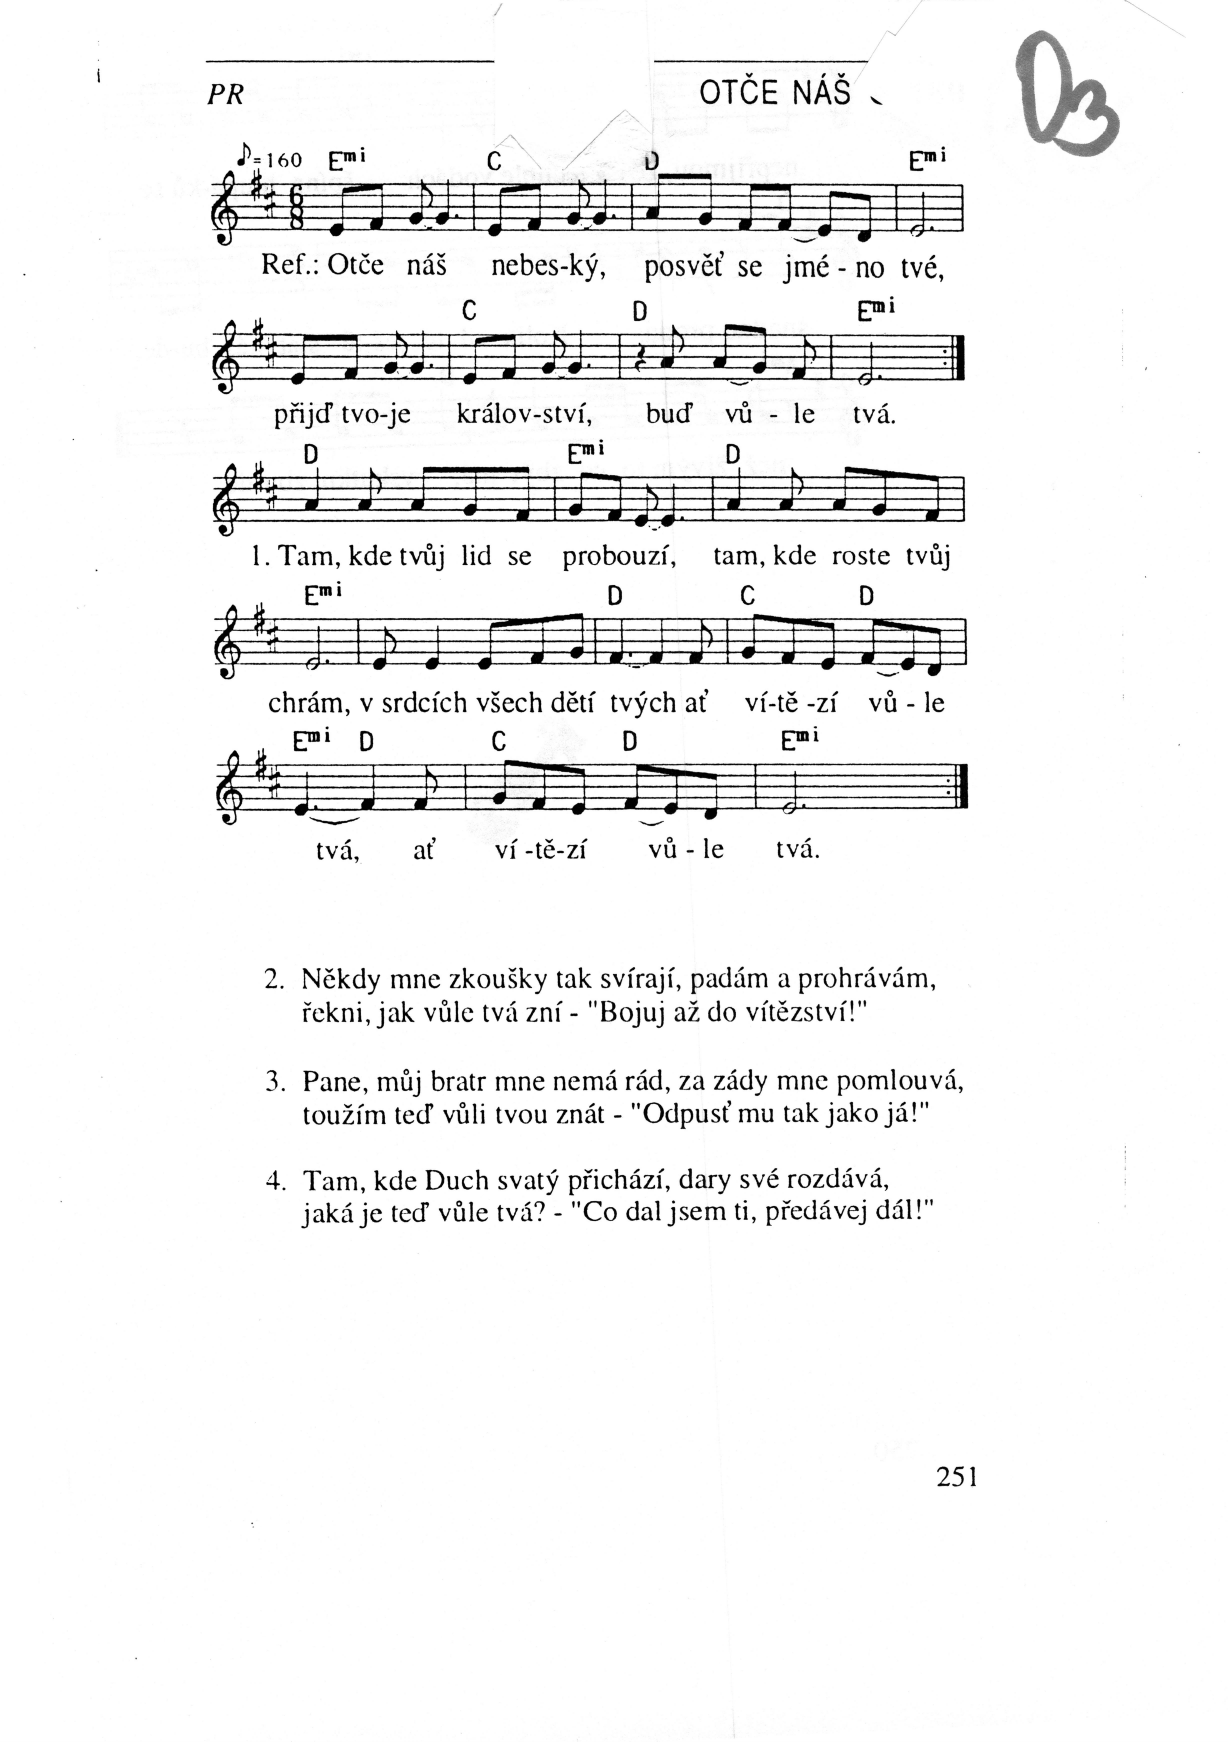 PR OTČE NÁŠ O3
♪=160 Emi C D Emi
6/8
Ref.: Otče náš nebes-ký, posvěť se jmé - no tvé,
C D Emi
přijď tvo-je králov-ství, buď vů - le tvá.
D Emi D
1. Tam, kde tvůj lid se probouzí, tam, kde roste tvůj
Emi D C D
chrám, v srdcích všech dětí tvých ať ví-tě -zí vů - le
Emi D C D Emi
tvá, ať ví -tě-zí vů - le tvá.
2. Někdy mne zkoušky tak svírají, padám a prohrávám,
řekni, jak vůle tvá zní - "Bojuj až do vítězství!"
3. Pane, můj bratr mne nemá rád, za zády mne pomlouvá,
toužím teď vůli tvou znát - "Odpusť mu tak jako já!"
4. Tam, kde Duch svatý přichází, dary své rozdává,
jaká je teď vůle tvá? - "Co dal jsem ti, předávej dál!"
251